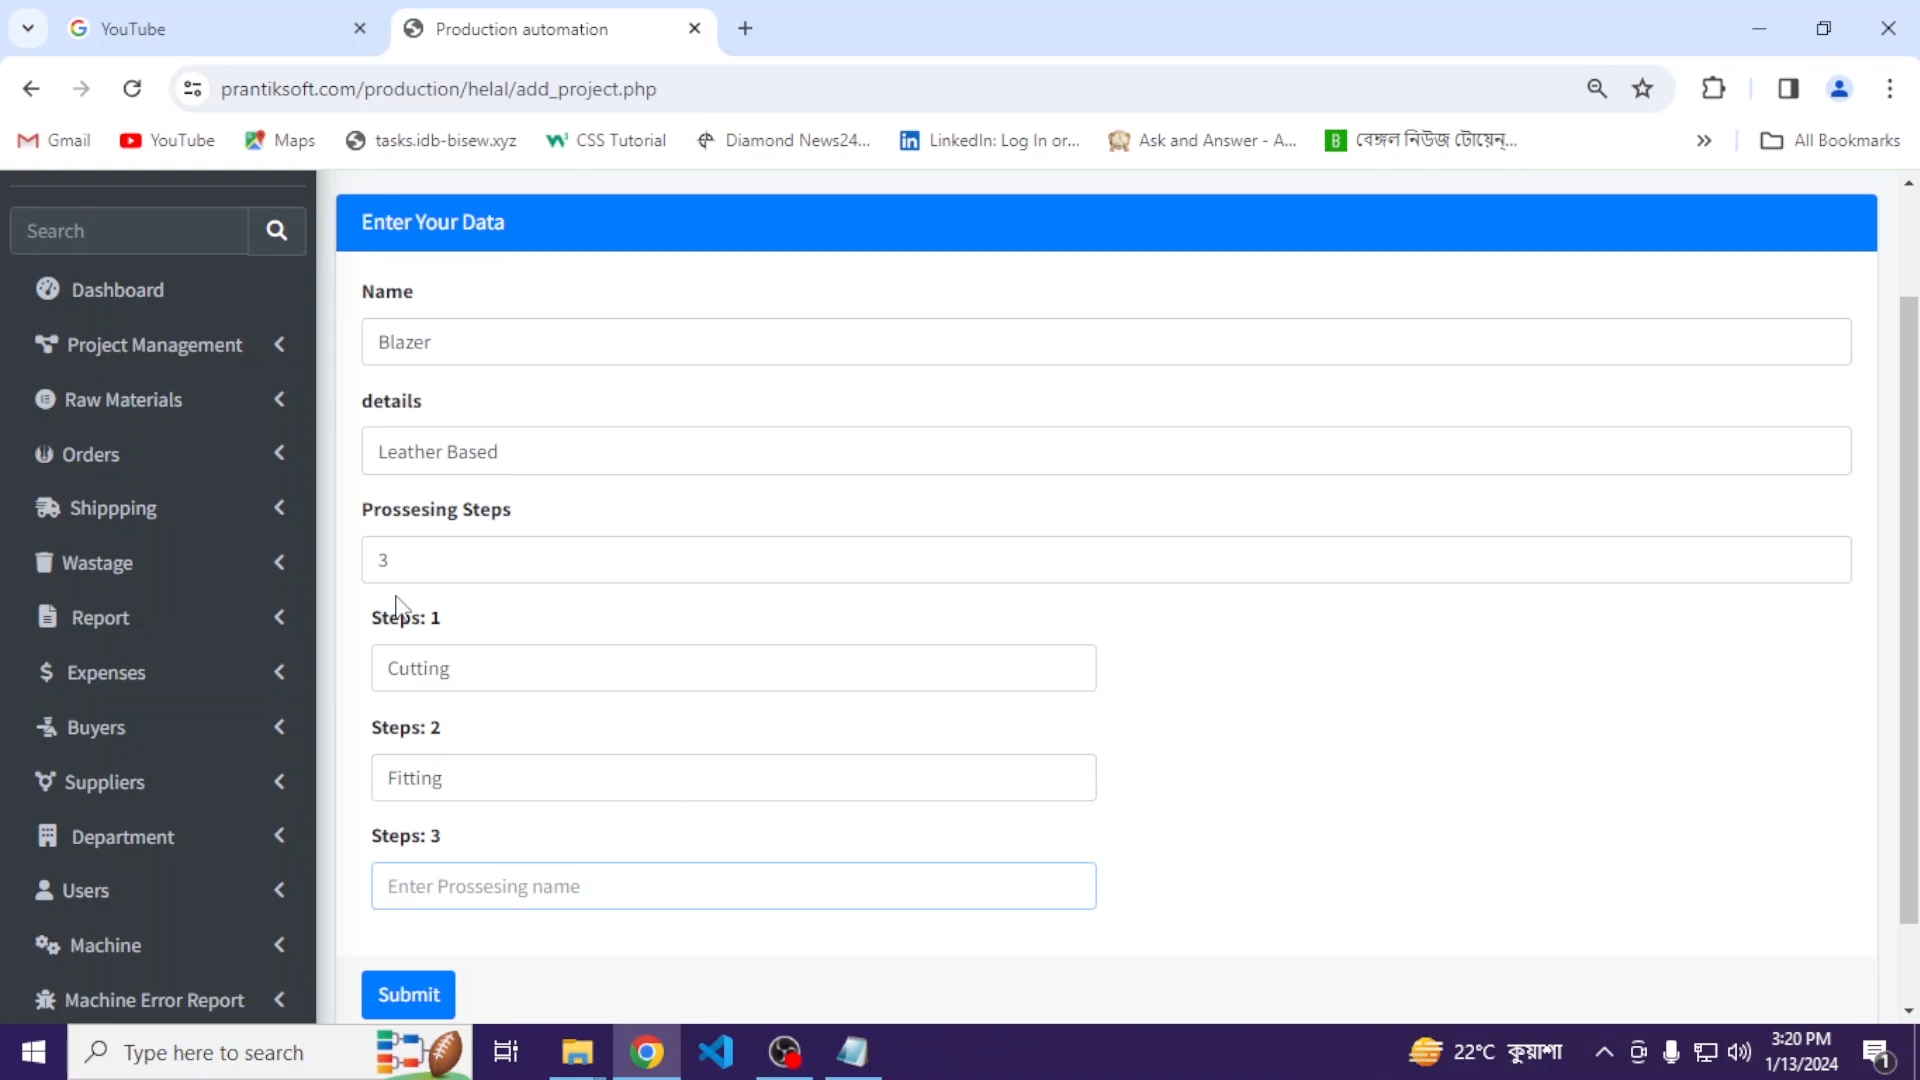 YouTube
Production automation
prantiksoft.com/production/helal/add_project.php
Gmail
YouTube
Maps
tasks.idb-bisew.xyz
CSS Tutorial
Diamond News24...
LinkedIn: Log In or...
Ask and Answer - A...
বেঙ্গল নিউজ টোয়েন্...
All Bookmarks
Search
Dashboard
Project Management
Raw Materials
Orders
Shippping
Wastage
Report
Expenses
Buyers
Suppliers
Department
Users
Machine
Machine Error Report
Enter Your Data
Name
Blazer
details
Leather Based
Prossesing Steps
3
Steps: 1
Cutting
Steps: 2
Fitting
Steps: 3
Enter Prossesing name
Submit
Type here to search
22°C কুয়াশা
3:20 PM
1/13/2024
1